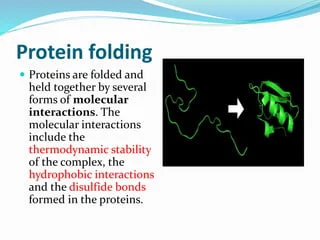 Protein folding
Proteins are folded and
held together by several
forms of molecular
interactions. The
molecular interactions
include the
thermodynamic stability
of the complex, the
hydrophobic interactions
and the disulfide bonds
formed in the proteins.